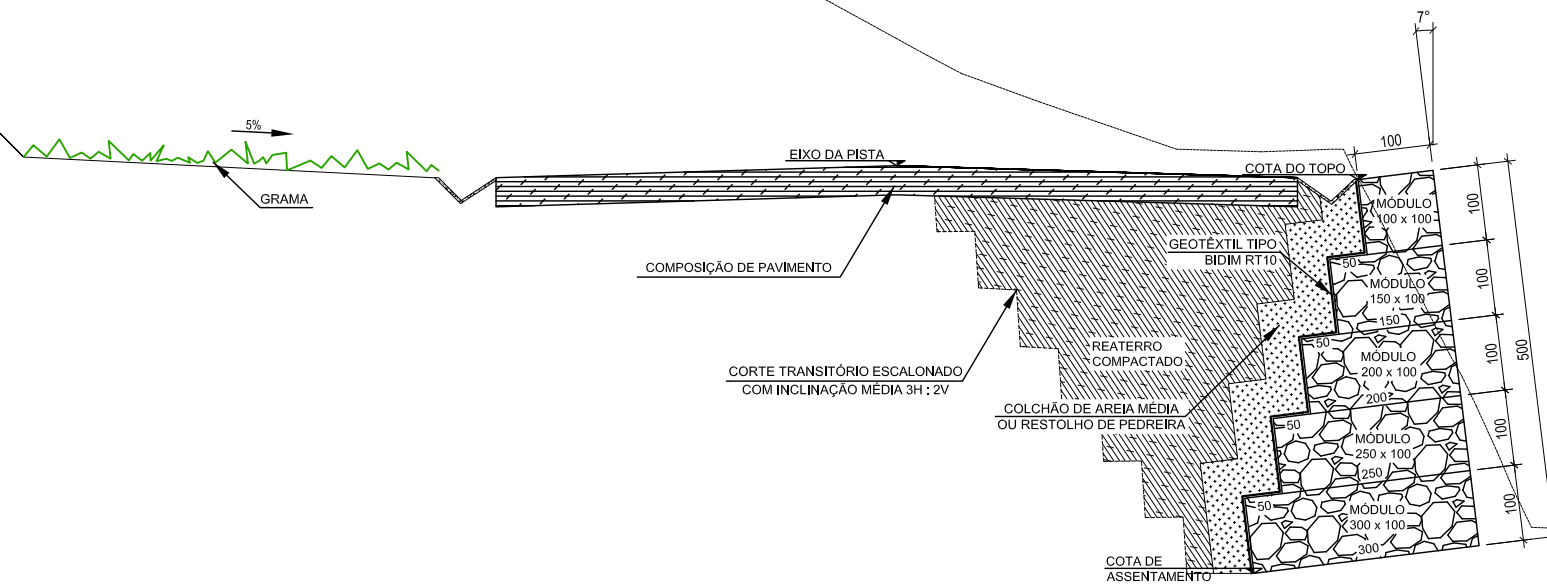 7°
100
5%
EIXO DA PISTA
COTA DO TOPO
GRAMA
MÓDULO
100 x 100
100
GEOTÊXTIL TIPO
BIDIM RT10
COMPOSIÇÃO DE PAVIMENTO
50
MÓDULO
150 x 100
150
100
50
REATERRO
COMPACTADO
MÓDULO
200 x 100
200
100
500
CORTE TRANSITÓRIO ESCALONADO
COM INCLINAÇÃO MÉDIA 3H : 2V
COLCHÃO DE AREIA MÉDIA
OU RESTOLHO DE PEDREIRA
50
MÓDULO
250 x 100
250
100
50
MÓDULO
300 x 100
300
100
COTA DE
ASSENTAMENTO